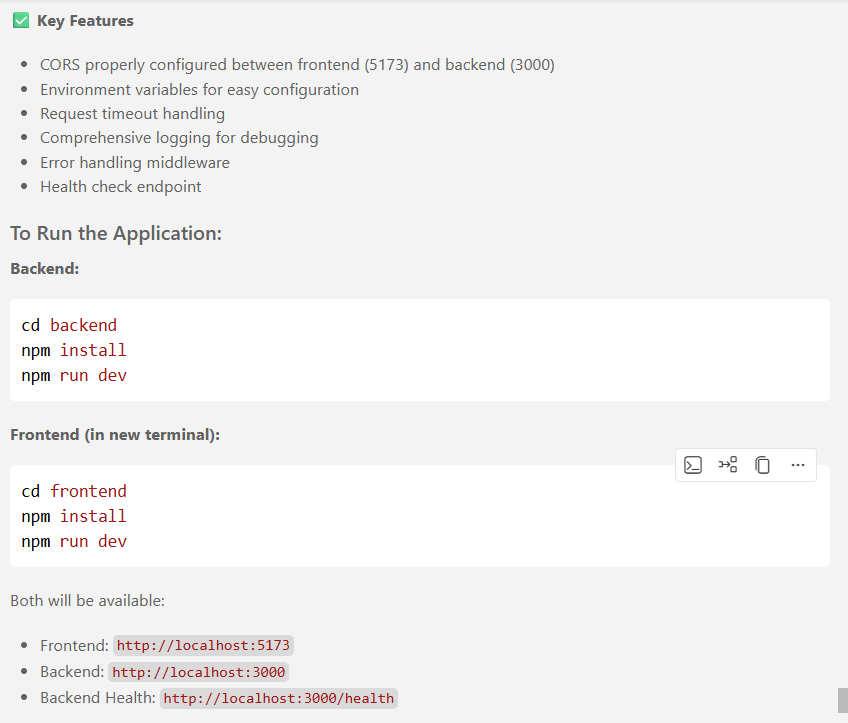 ✅ Key Features
• CORS properly configured between frontend (5173) and backend (3000)
• Environment variables for easy configuration
• Request timeout handling
• Comprehensive logging for debugging
• Error handling middleware
• Health check endpoint
To Run the Application:
Backend:
cd backend
npm install
npm run dev
Frontend (in new terminal):
cd frontend
npm install
npm run dev
Both will be available:
• Frontend: http://localhost:5173
• Backend: http://localhost:3000
• Backend Health: http://localhost:3000/health